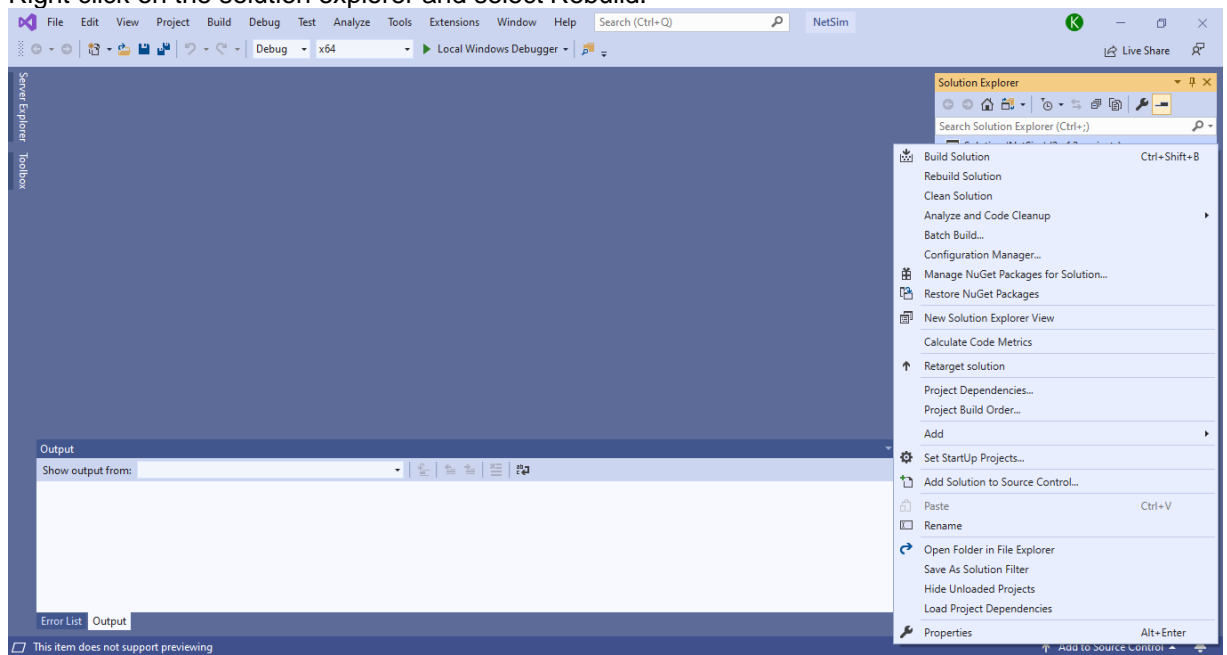 Right click on the solution explorer and select Rebuild.
File Edit View Project Build Debug Test Analyze Tools Extensions Window Help Search (Ctrl+Q) NetSim K
Debug x64 Local Windows Debugger Live Share
Server Explorer
Toolbox
Solution Explorer
Search Solution Explorer (Ctrl+;)
Build Solution Ctrl+Shift+B
Rebuild Solution
Clean Solution
Analyze and Code Cleanup
Batch Build...
Configuration Manager...
Manage NuGet Packages for Solution...
Restore NuGet Packages
New Solution Explorer View
Calculate Code Metrics
Retarget solution
Project Dependencies...
Project Build Order...
Add
Set StartUp Projects...
Add Solution to Source Control...
Paste Ctrl+V
Rename
Open Folder in File Explorer
Save As Solution Filter
Hide Unloaded Projects
Load Project Dependencies
Properties Alt+Enter
Output
Show output from:
Error List Output
This item does not support previewing
Add to Source Control